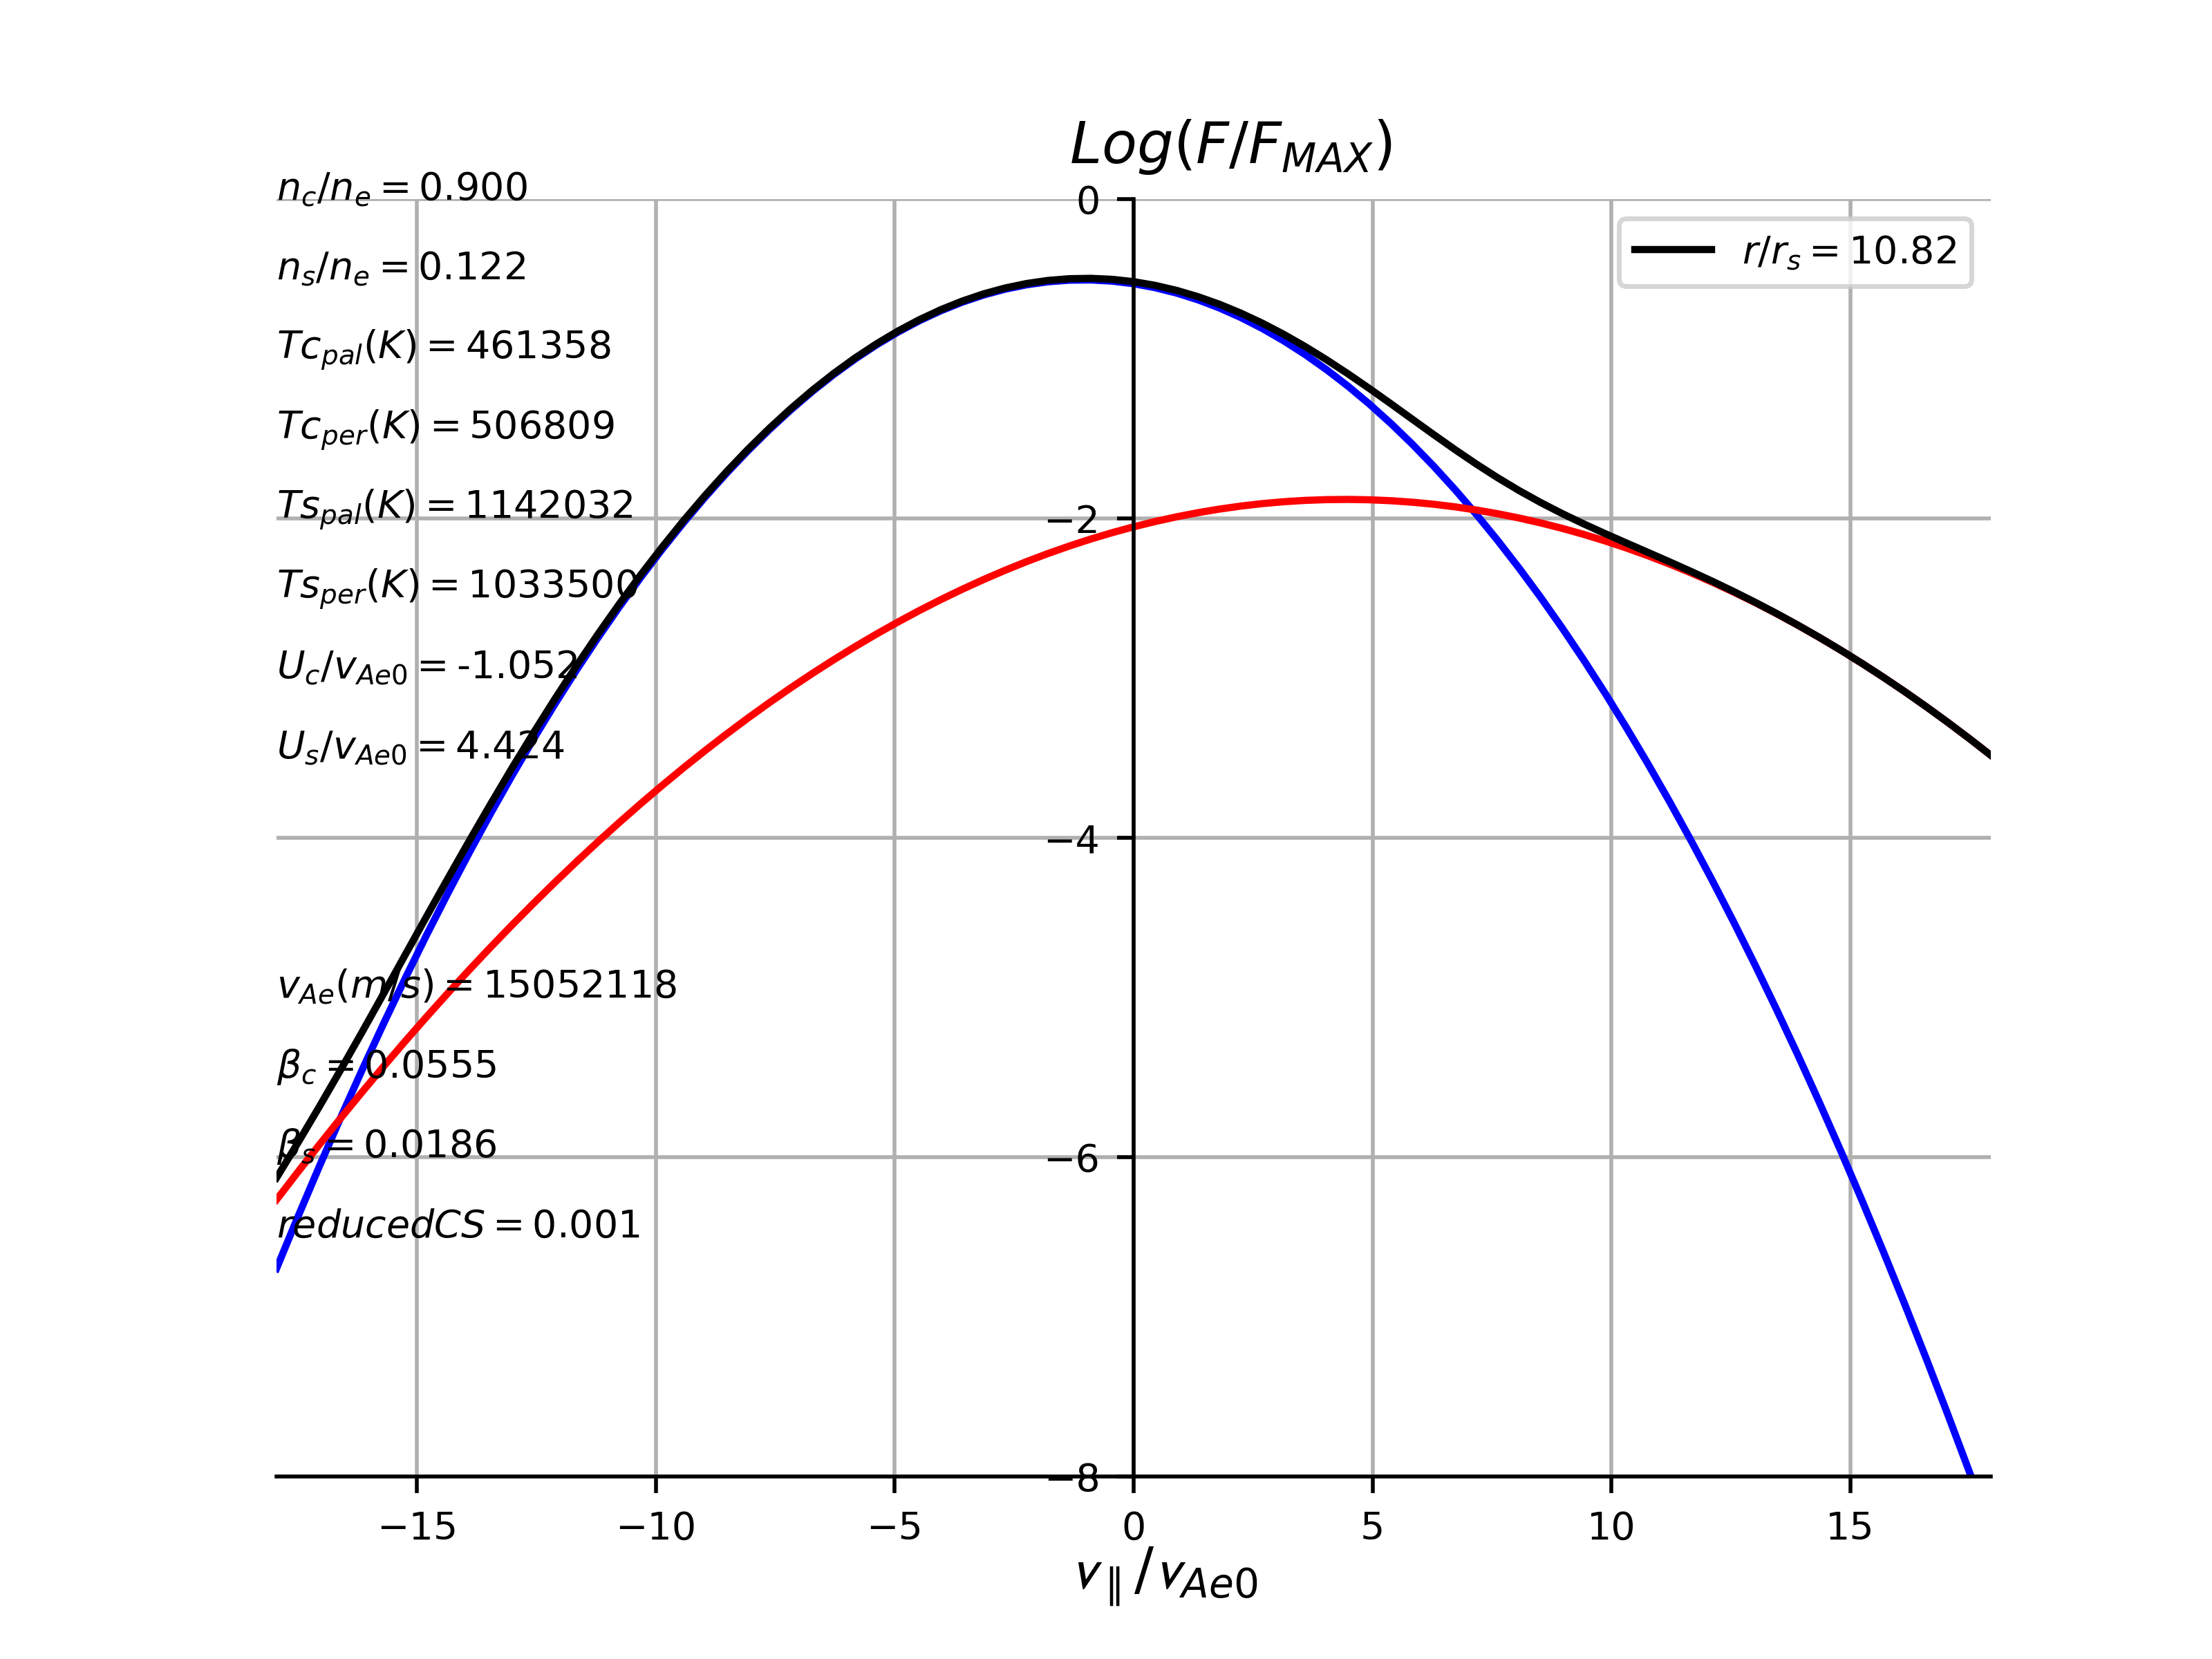 Log(F/F_MAX)
n_c/n_e = 0.900
0
r/r_s = 10.82
n_s/n_e = 0.122
Tc_pal(K) = 461358
Tc_per(K) = 506809
Ts_pal(K) = 1142032
−2
Ts_per(K) = 1033500
U_c/v_Ae0 = -1.052
U_s/v_Ae0 = 4.424
−4
v_Ae(m/s) = 15052118
β_c = 0.0555
β_s = 0.0186
−6
reducedCS = 0.001
−8
−15 −10 −5 0 5 10 15
v_∥/v_Ae0